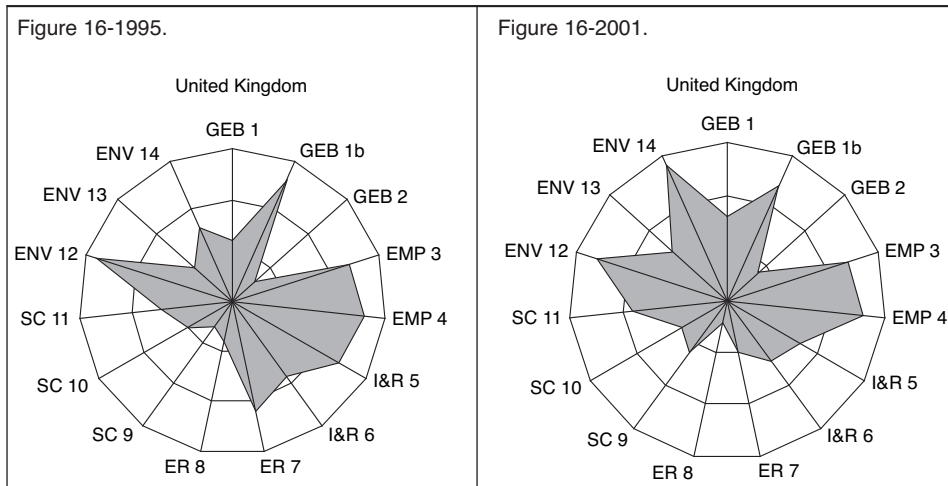 Figure 16-1995.
United Kingdom
GEB 1
GEB 1b
GEB 2
EMP 3
EMP 4
I&R 5
I&R 6
ER 7
ER 8
SC 9
SC 10
SC 11
ENV 12
ENV 13
ENV 14
Figure 16-2001.
United Kingdom
GEB 1
GEB 1b
GEB 2
EMP 3
EMP 4
I&R 5
I&R 6
ER 7
ER 8
SC 9
SC 10
SC 11
ENV 12
ENV 13
ENV 14